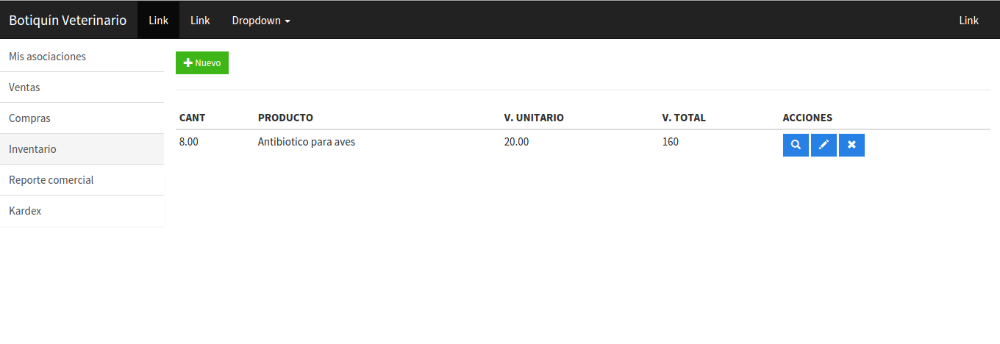 Botiquín Veterinario Link Link Dropdown Link
Mis asociaciones
Ventas
Compras
Inventario
Reporte comercial
Kardex
Nuevo
CANT PRODUCTO V. UNITARIO V. TOTAL ACCIONES
8.00 Antibiotico para aves 20.00 160